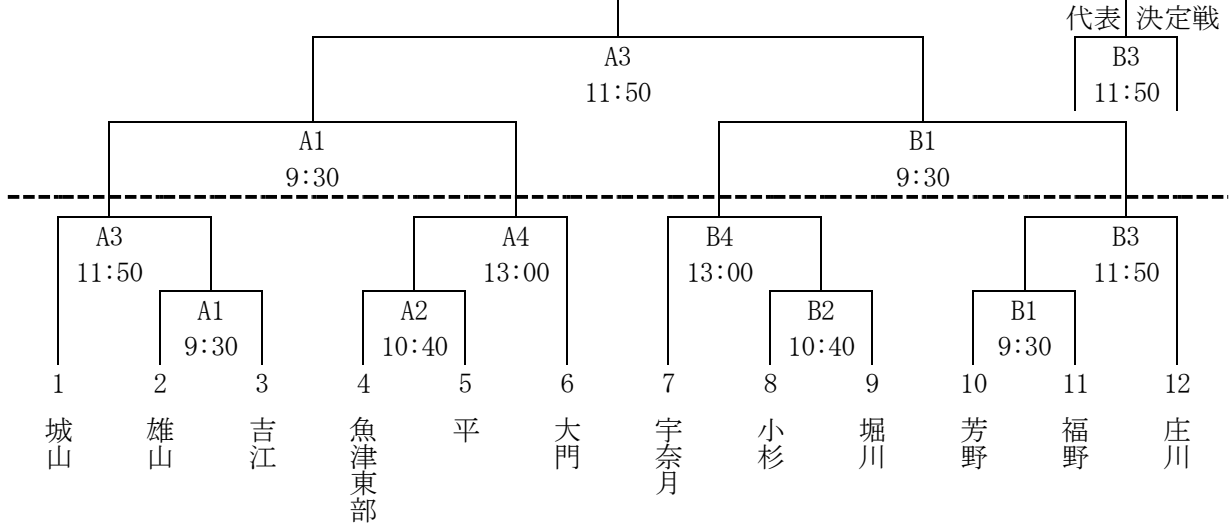 代表 決定戦
A3 B3
11:50 11:50
A1 B1
9:30 9:30
A3 A4 B4 B3
11:50 13:00 13:00 11:50
A1 A2 B2 B1
9:30 10:40 10:40 9:30
1 2 3 4 5 6 7 8 9 10 11 12
城山
雄山
吉江
魚津東部
平
大門
宇奈月
小杉
堀川
芳野
福野
庄川